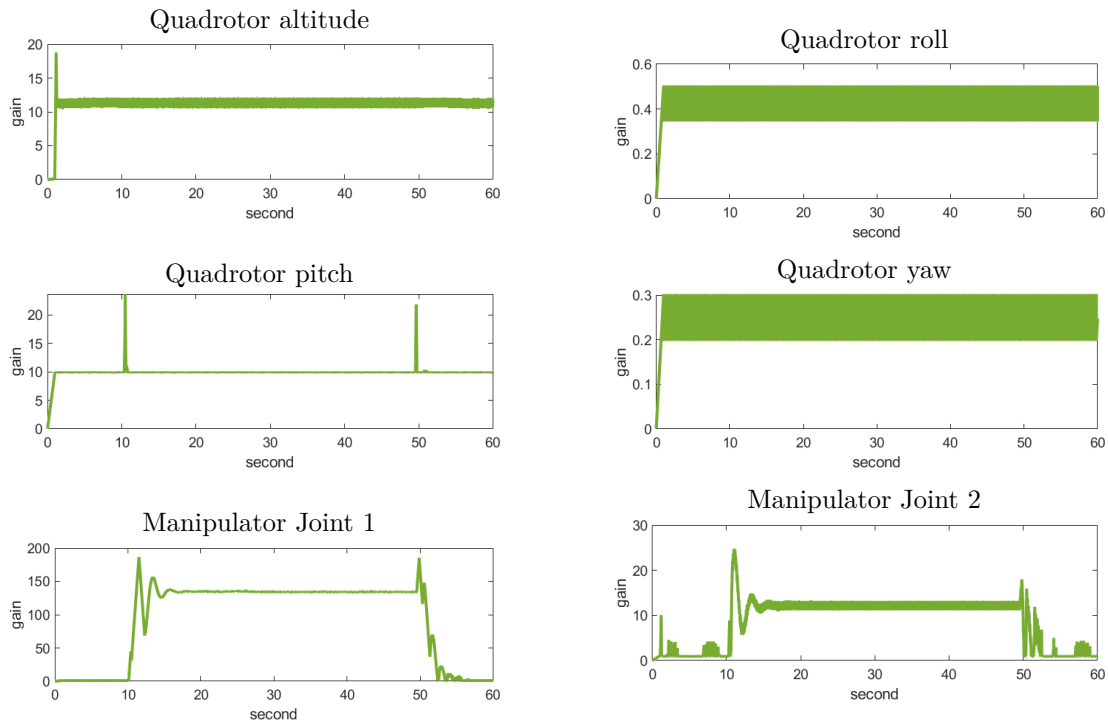 Quadrotor altitude
20
15
10
5
0
gain
0 10 20 30 40 50 60
second
Quadrotor roll
0.6
0.4
0.2
0
gain
0 10 20 30 40 50 60
second
Quadrotor pitch
20
15
10
5
0
gain
0 10 20 30 40 50 60
second
Quadrotor yaw
0.3
0.2
0.1
0
gain
0 10 20 30 40 50 60
second
Manipulator Joint 1
200
150
100
50
0
gain
0 10 20 30 40 50 60
second
Manipulator Joint 2
30
20
10
0
gain
0 10 20 30 40 50 60
second